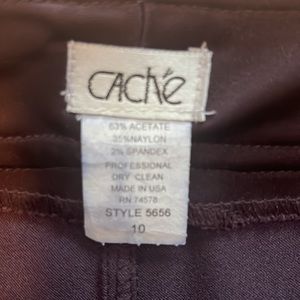 CAChé
63% ACETATE
35%NAYLON
2% SPANDEX
PROFESSIONAL
DRY CLEAN
MADE IN USA
RN 74578
STYLE 5656
10